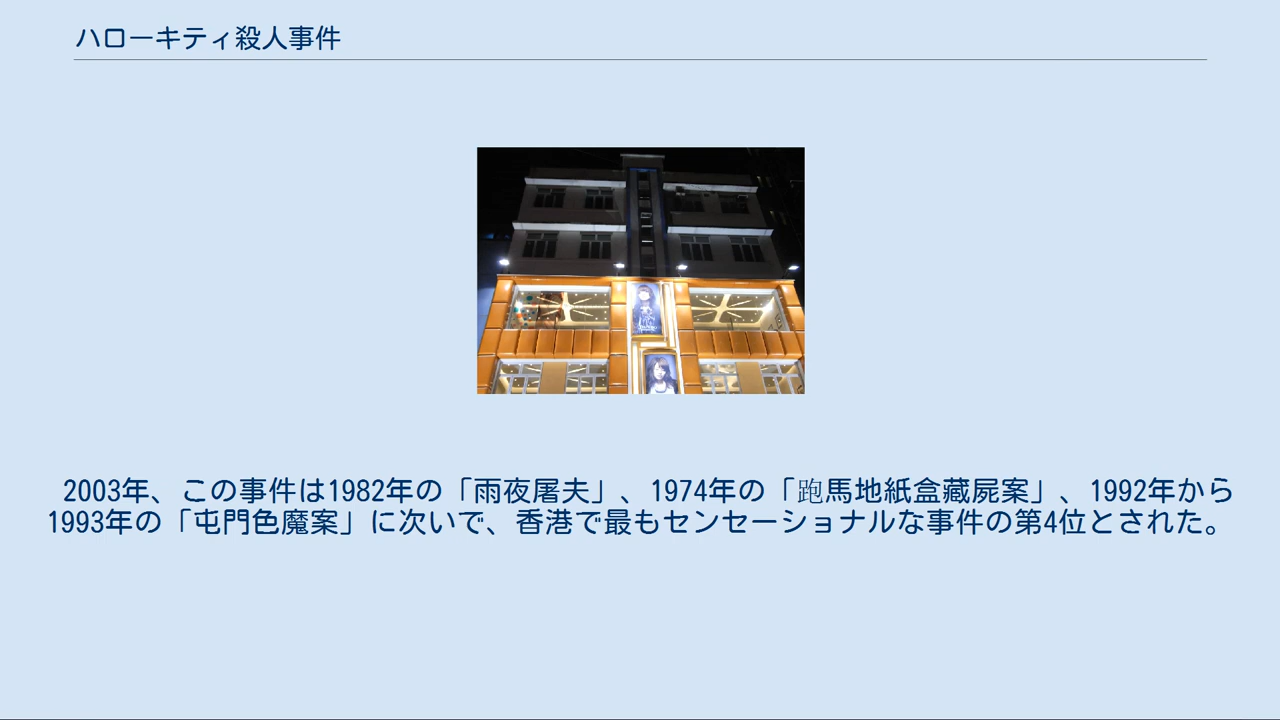 ハローキティ殺人事件
2003年、この事件は1982年の「雨夜屠夫」、1974年の「跑馬地紙盒藏屍案」、1992年から
1993年の「屯門色魔案」に次いで、香港で最もセンセーショナルな事件の第4位とされた。